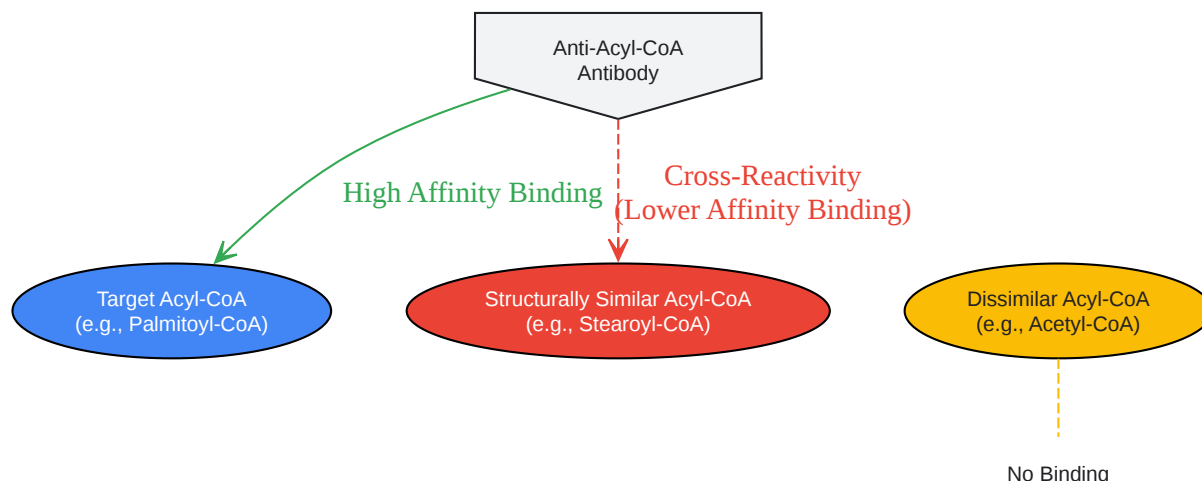 Anti-Acyl-CoA
Antibody
High Affinity Binding
Cross-Reactivity
(Lower Affinity Binding)
Target Acyl-CoA
(e.g., Palmitoyl-CoA)
Structurally Similar Acyl-CoA
(e.g., Stearoyl-CoA)
Dissimilar Acyl-CoA
(e.g., Acetyl-CoA)
No Binding